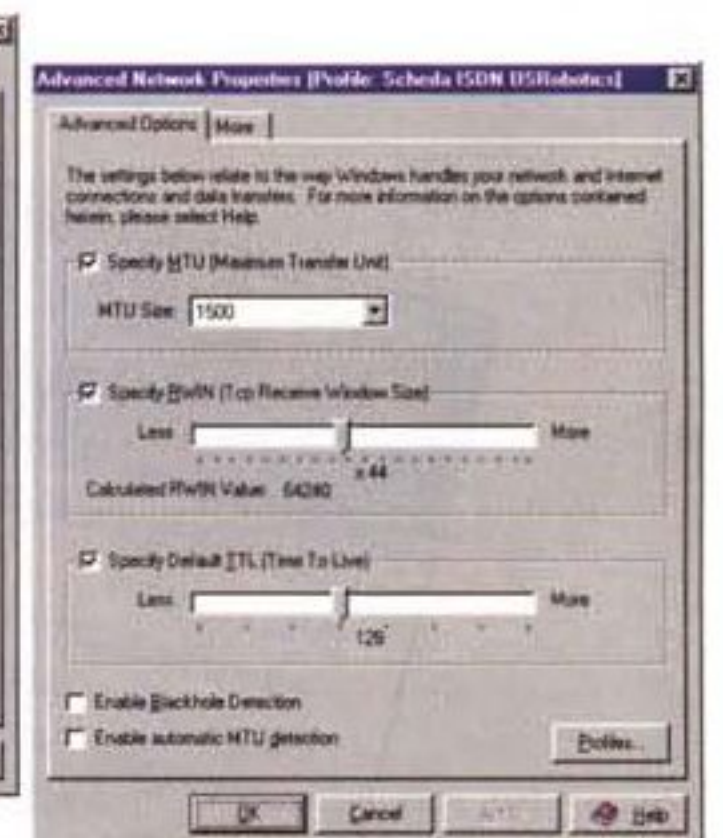 Advanced Network Properties [Profile: Scheda ISDN USRobotics]
Advanced Options More
The settings below relate to the way Windows handles your network and internet
connections and data transfers. For more information on the options contained
herein, please select Help.
Specify MTU (Maximum Transfer Unit)
MTU Size: 1500
Specify RWIN (Tcp Receive Window Size)
Less More
x 44
Calculated RWIN Value: 64240
Specify Default TTL (Time To Live)
Less More
128
Enable Blackhole Detection
Enable automatic MTU detection
Profiles...
OK Cancel Help